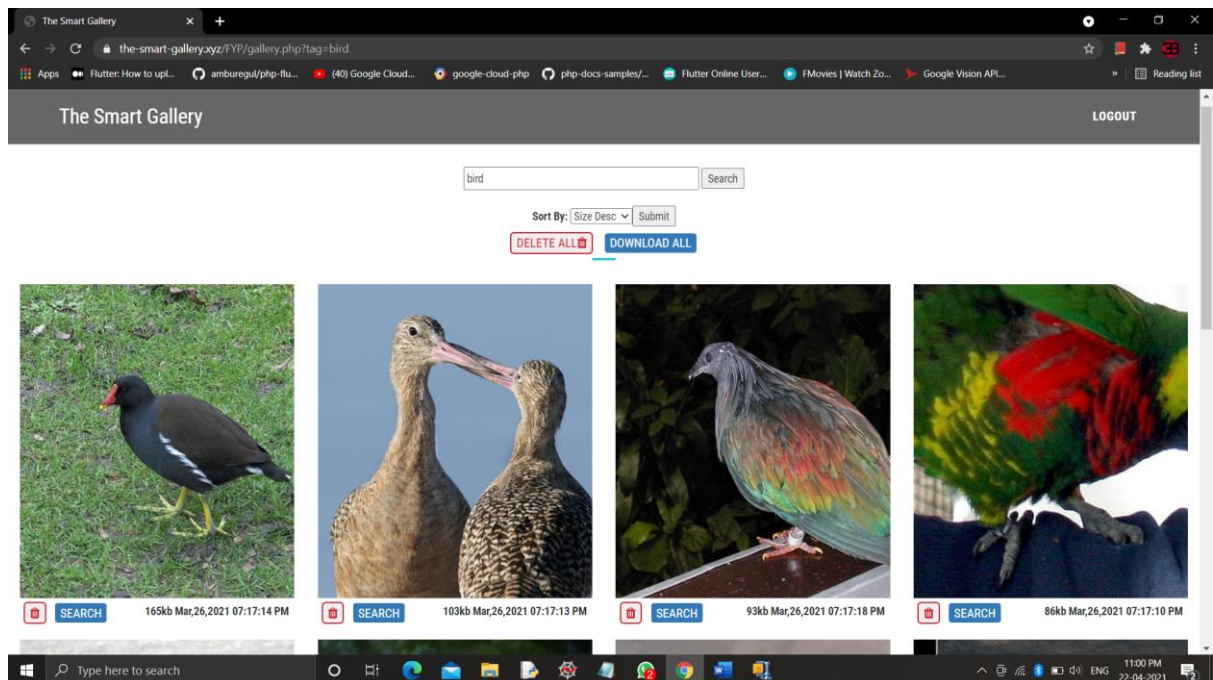 The Smart Gallery
the-smart-gallery.xyz/FYP/gallery.php?tag=bird
Apps Flutter: How to upl... amburegul/php-flu... (40) Google Cloud... google-cloud-php php-docs-samples/... Flutter Online User... FMovies | Watch Zo... Google Vision API... » Reading list
The Smart Gallery LOGOUT
bird Search
Sort By: Size Desc Submit
DELETE ALL DOWNLOAD ALL
SEARCH 165kb Mar,26,2021 07:17:14 PM SEARCH 103kb Mar,26,2021 07:17:13 PM SEARCH 93kb Mar,26,2021 07:17:18 PM SEARCH 86kb Mar,26,2021 07:17:10 PM
Type here to search ENG 11:00 PM
22-04-2021